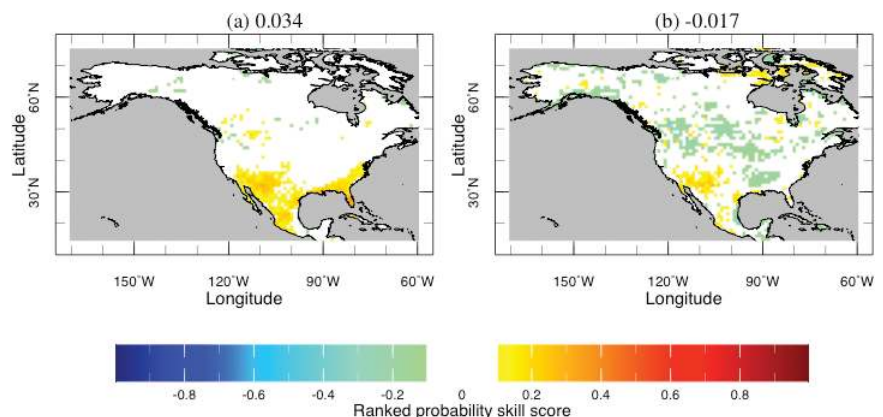 (a) 0.034
(b) -0.017
Latitude
60˚N
30˚N
150˚W
120˚W
90˚W
60˚W
Longitude
Latitude
60˚N
30˚N
150˚W
120˚W
90˚W
60˚W
Longitude
-0.8
-0.6
-0.4
-0.2
0
0.2
0.4
0.6
0.8
Ranked probability skill score